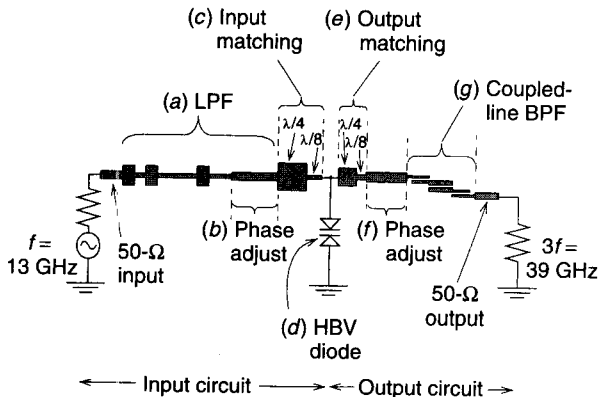 (c) Input
matching
(e) Output
matching
(g) Coupled-
line BPF
(a) LPF
λ/4
λ/8
λ/4
λ/8
(b) Phase
adjust
(f) Phase
adjust
f =
13 GHz
50-Ω
input
(d) HBV
diode
50-Ω
output
3f =
39 GHz
Input circuit
Output circuit